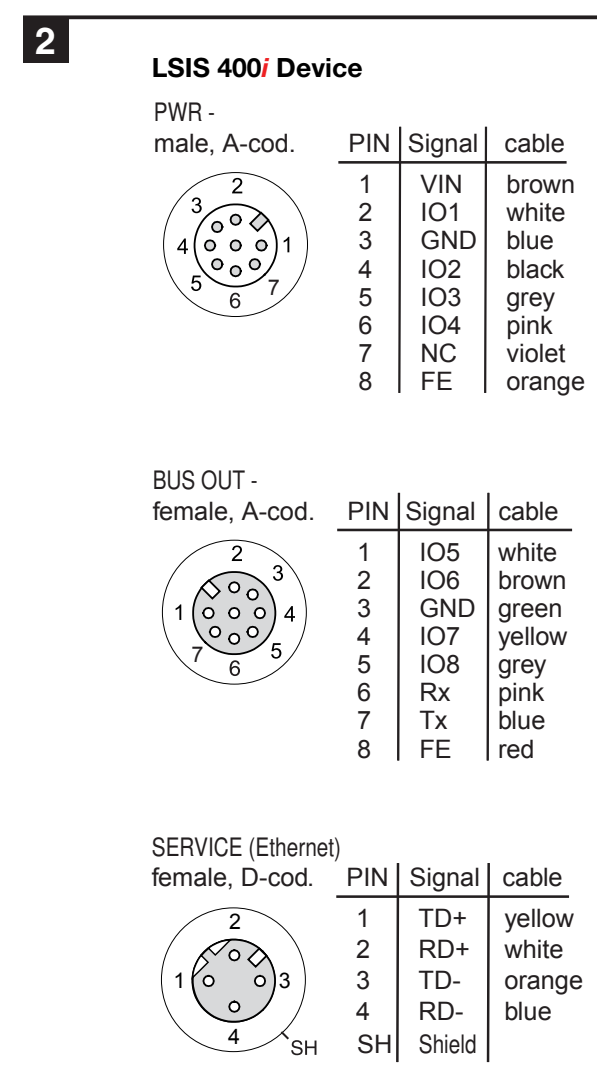 2
LSIS 400i Device
PWR -
male, A-cod.
PIN Signal cable
1 VIN brown
2 IO1 white
3 GND blue
4 IO2 black
5 IO3 grey
6 IO4 pink
7 NC violet
8 FE orange
2
3
4
1
5
6
7
BUS OUT -
female, A-cod.
PIN Signal cable
1 IO5 white
2 IO6 brown
3 GND green
4 IO7 yellow
5 IO8 grey
6 Rx pink
7 Tx blue
8 FE red
2
3
1
4
7
6
5
SERVICE (Ethernet)
female, D-cod.
PIN Signal cable
1 TD+ yellow
2 RD+ white
3 TD- orange
4 RD- blue
SH Shield
2
1
3
4
SH